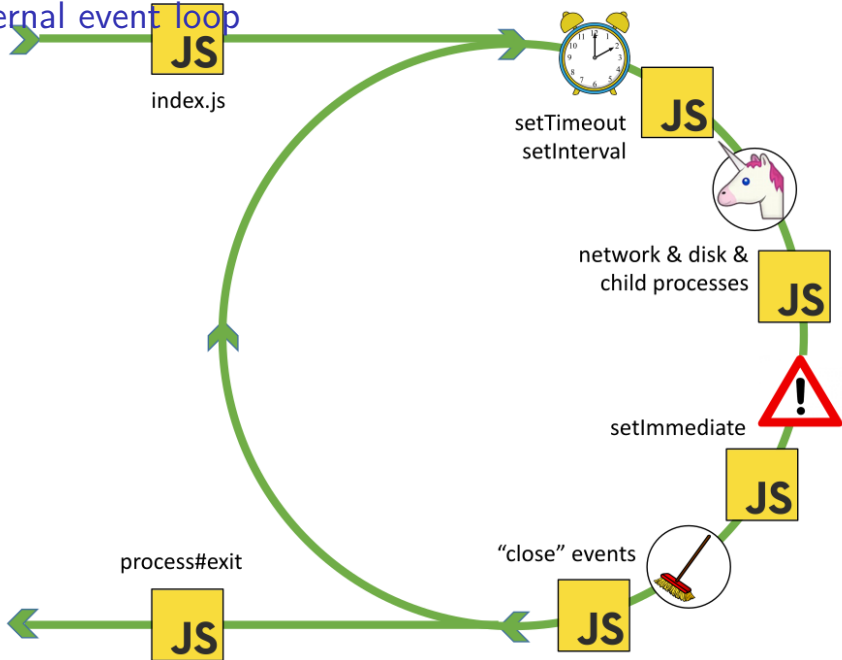 event loop
JS
index.js
setTimeout
setInterval
JS
network & disk &
child processes
JS
!
setImmediate
JS
“close” events
JS
process#exit
JS